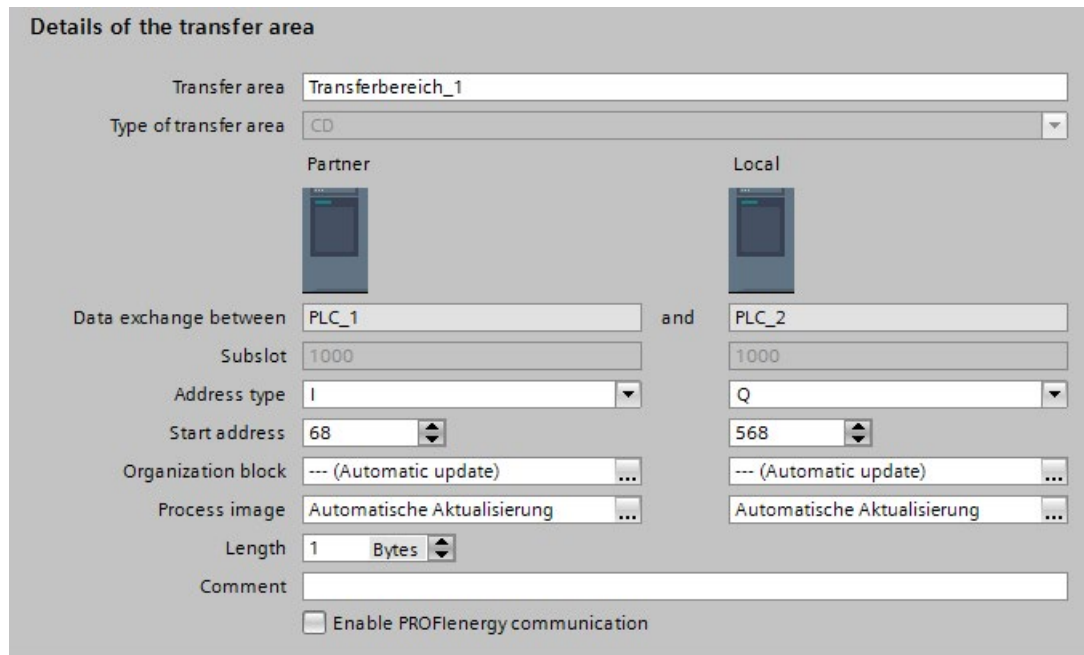 Details of the transfer area
Transfer area Transferbereich_1
Type of transfer area CD
Partner Local
Data exchange between PLC_1 and PLC_2
Subslot 1000 1000
Address type I Q
Start address 68 568
Organization block --- (Automatic update) ... --- (Automatic update) ...
Process image Automatische Aktualisierung ... Automatische Aktualisierung ...
Length 1 Bytes
Comment
Enable PROFIenergy communication